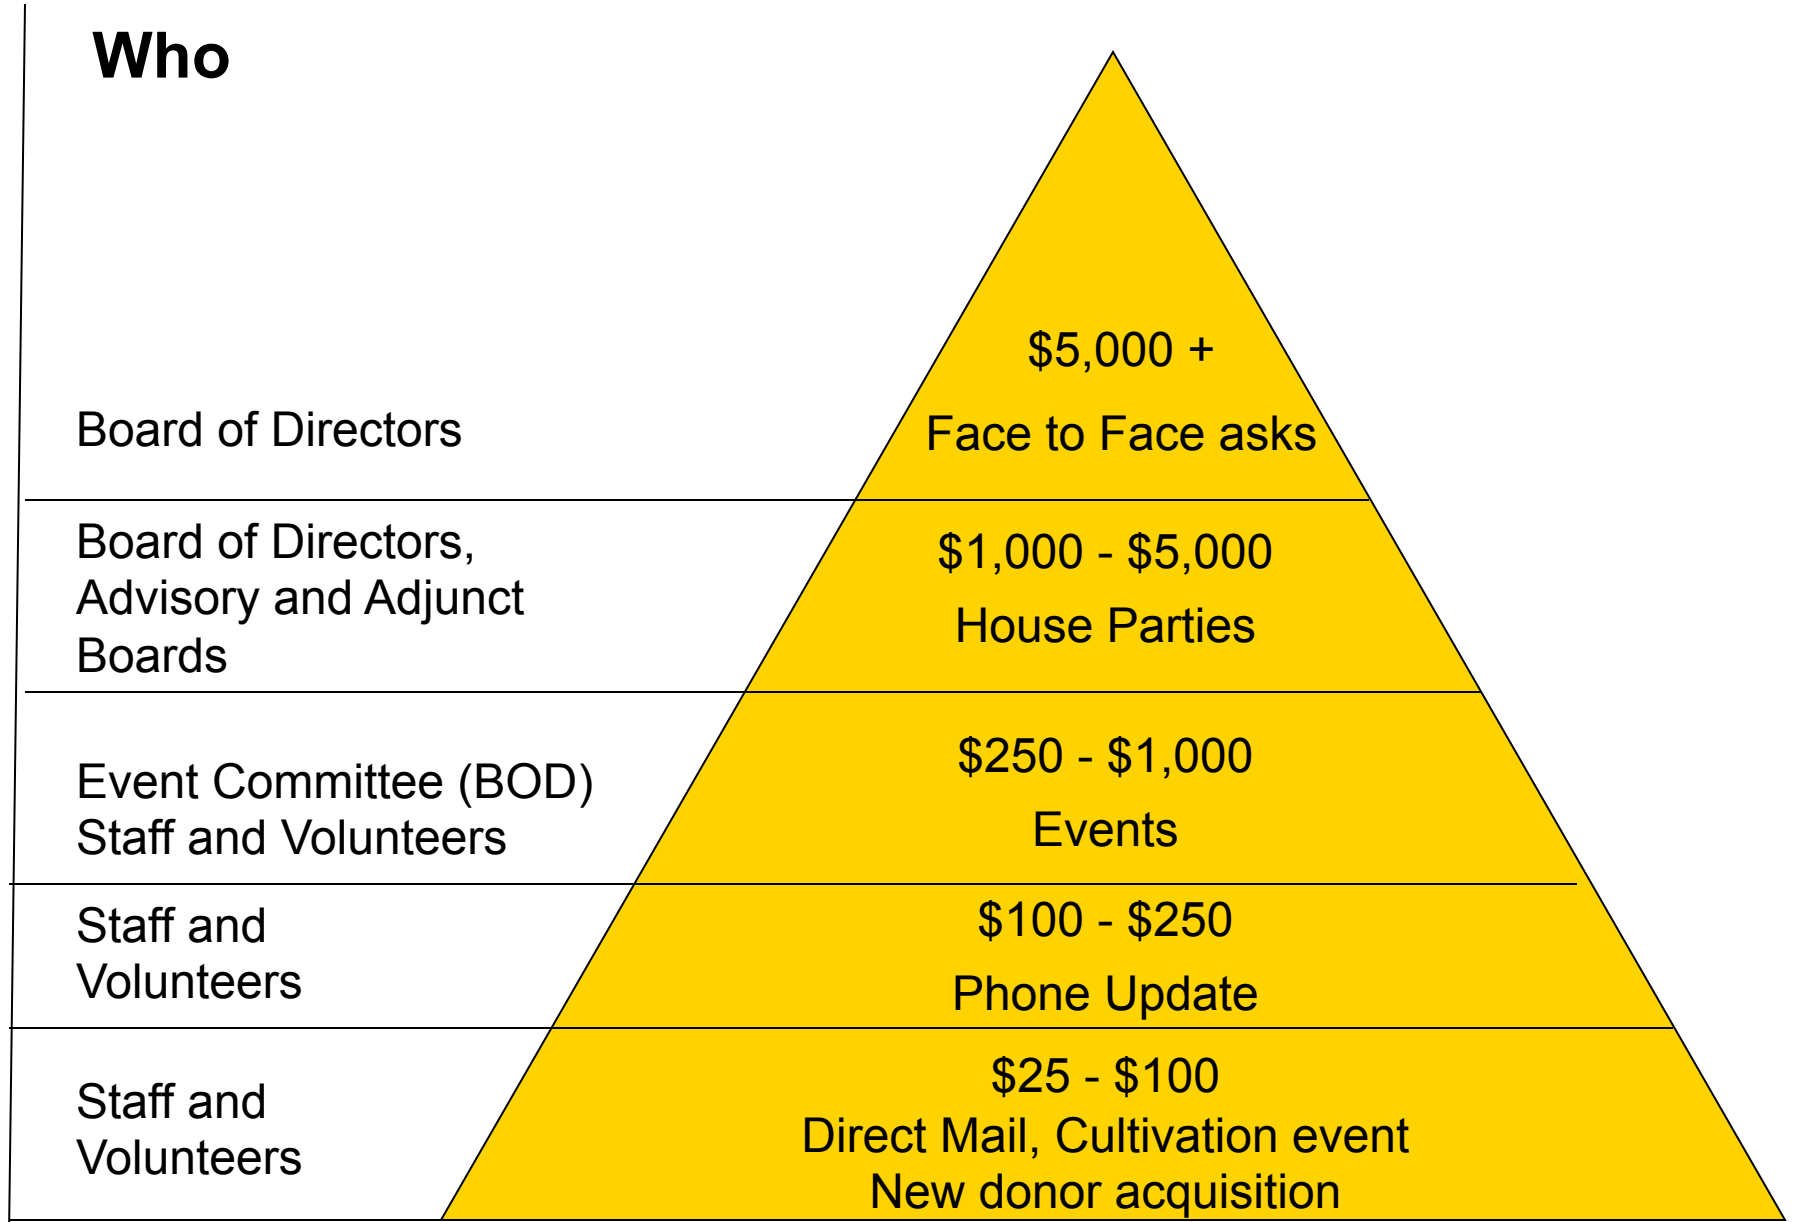 Who
$5,000 +
Board of Directors
Face to Face asks
Board of Directors,
Advisory and Adjunct
Boards
$1,000 - $5,000
House Parties
Event Committee (BOD)
Staff and Volunteers
$250 - $1,000
Events
Staff and
Volunteers
$100 - $250
Phone Update
Staff and
Volunteers
$25 - $100
Direct Mail, Cultivation event
New donor acquisition